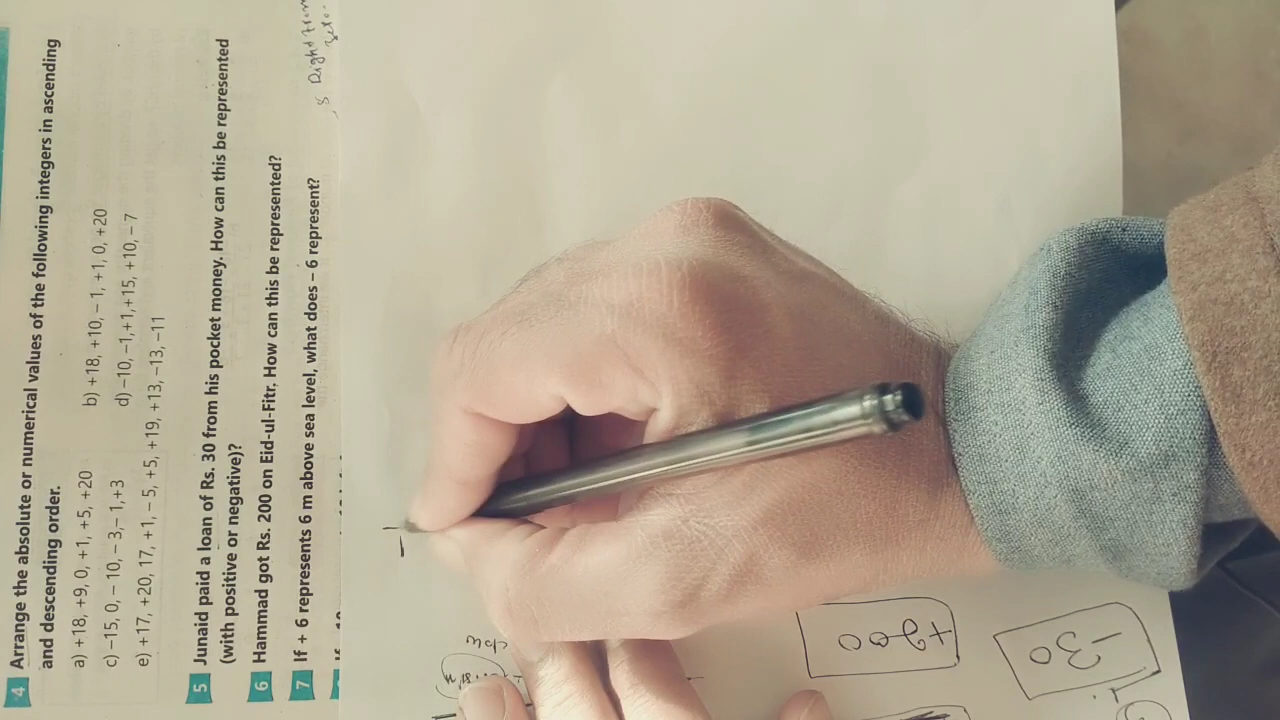 4 Arrange the absolute or numerical values of the following integers in ascending
and descending order.
a) +18, +9, 0, +1, +5, +20 b) +18, +10, − 1, +1, 0, +20
c) −15, 0, − 10, − 3,− 1,+3 d) −10, −1,+1,+15, +10, − 7
e) +17, +20, 17, +1, − 5, +5, +19, +13, −13, −11
5 Junaid paid a loan of Rs. 30 from his pocket money. How can this be represented
(with positive or negative)?
6 Hammad got Rs. 200 on Eid-ul-Fitr. How can this be represented?
7 If + 6 represents 6 m above sea level, what does − 6 represent?
Right from
zero.
+200
-30